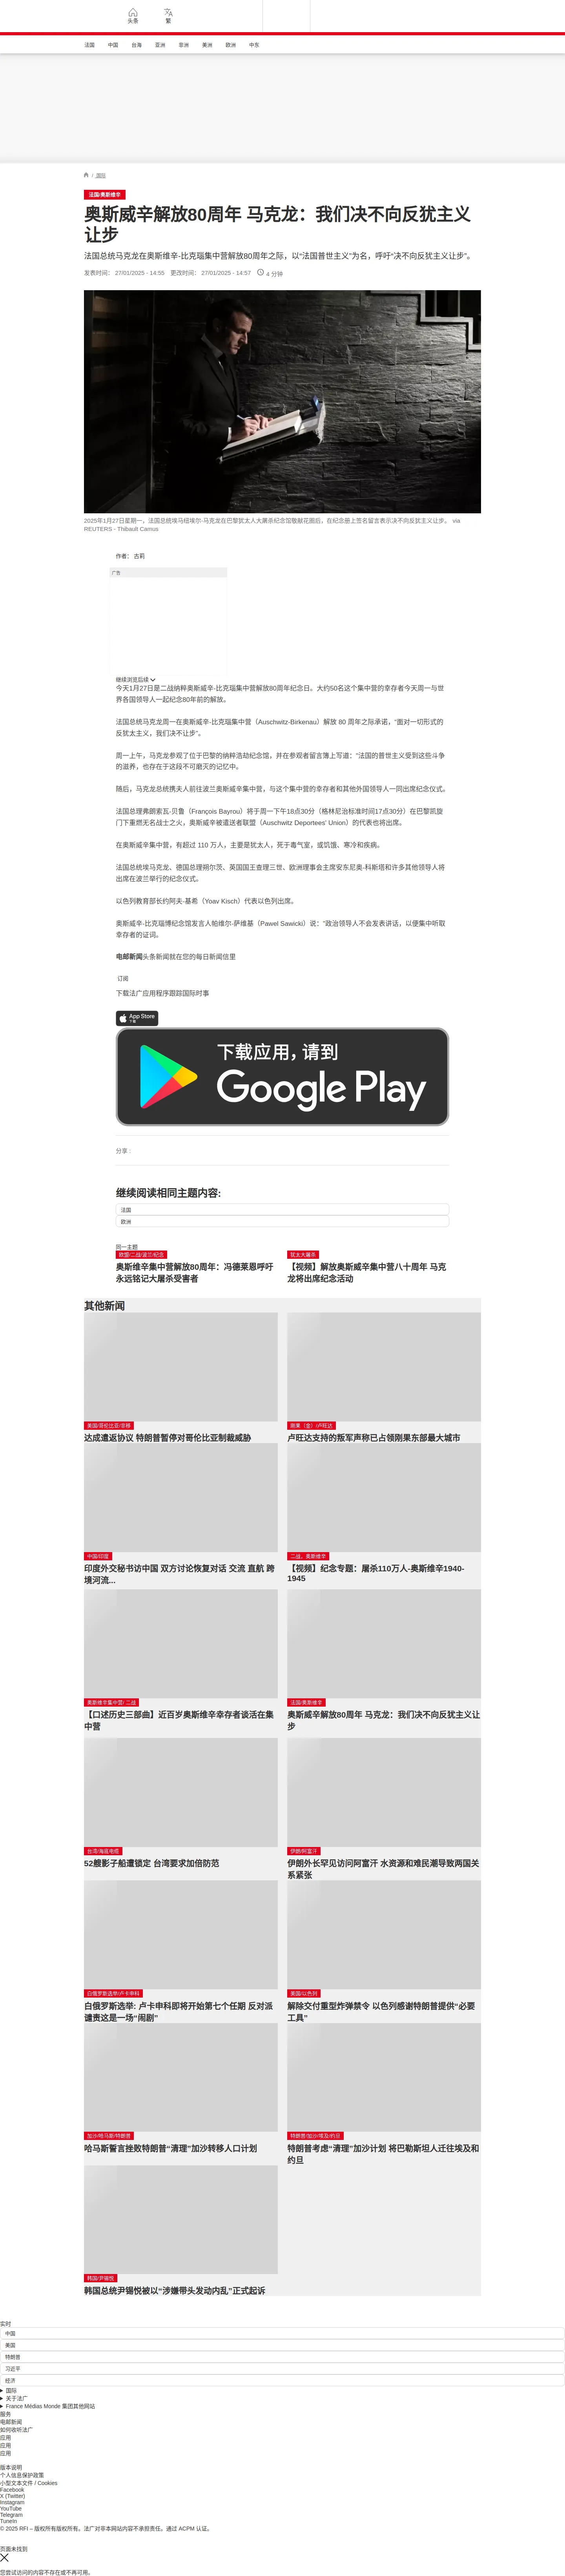 头条
繁
法国
中国
台海
亚洲
非洲
美洲
欧洲
中东
/ 国际
法国/奥斯维辛
奥斯威辛解放80周年 马克龙：我们决不向反犹主义
让步
法国总统马克龙在奥斯维辛-比克瑙集中营解放80周年之际，以“法国普世主义”为名，呼吁“决不向反犹主义让步”。
发表时间： 27/01/2025 - 14:55 更改时间： 27/01/2025 - 14:57 4 分钟
2025年1月27日星期一，法国总统埃马纽埃尔·马克龙在巴黎犹太人大屠杀纪念馆敬献花圈后，在纪念册上签名留言表示决不向反犹主义让步。 via
REUTERS - Thibault Camus
作者： 古莉
广告
继续浏览后续
今天1月27日是二战纳粹奥斯威辛-比克瑙集中营解放80周年纪念日。大约50名这个集中营的幸存者今天周一与世
界各国领导人一起纪念80年前的解放。
法国总统马克龙周一在奥斯威辛-比克瑙集中营（Auschwitz-Birkenau）解放 80 周年之际承诺，“面对一切形式的
反犹太主义，我们决不让步”。
周一上午，马克龙参观了位于巴黎的纳粹浩劫纪念馆，并在参观者留言簿上写道：“法国的普世主义受到这些斗争
的滋养，也存在于这段不可磨灭的记忆中。
随后，马克龙总统携夫人前往波兰奥斯威辛集中营，与这个集中营的幸存者和其他外国领导人一同出席纪念仪式。
法国总理弗朗索瓦-贝鲁（François Bayrou）将于周一下午18点30分（格林尼治标准时间17点30分）在巴黎凯旋
门下重燃无名战士之火，奥斯威辛被遣送者联盟（Auschwitz Deportees' Union）的代表也将出席。
在奥斯威辛集中营，有超过 110 万人，主要是犹太人，死于毒气室，或饥饿、寒冷和疾病。
法国总统埃马克龙、德国总理朔尔茨、英国国王查理三世、欧洲理事会主席安东尼奥-科斯塔和许多其他领导人将
出席在波兰举行的纪念仪式。
以色列教育部长约阿夫-基希（Yoav Kisch）代表以色列出席。
奥斯威辛-比克瑙博纪念馆发言人帕维尔-萨维基（Pawel Sawicki）说：“政治领导人不会发表讲话，以便集中听取
幸存者的证词。
电邮新闻头条新闻就在您的每日新闻信里
订阅
下载法广应用程序跟踪国际时事
App Store
下载
下载应用，请到
Google Play
分享 :
继续阅读相同主题内容:
法国
欧洲
同一主题
欧盟/二战/波兰/纪念
奥斯维辛集中营解放80周年：冯德莱恩呼吁
永远铭记大屠杀受害者
犹太大屠杀
【视频】解放奥斯威辛集中营八十周年 马克
龙将出席纪念活动
其他新闻
美国/哥伦比亚/非移
达成遣返协议 特朗普暂停对哥伦比亚制裁威胁
刚果（金）/卢旺达
卢旺达支持的叛军声称已占领刚果东部最大城市
中国/印度
印度外交秘书访中国 双方讨论恢复对话 交流 直航 跨
境河流...
二战、奥斯维辛
【视频】纪念专题：屠杀110万人-奥斯维辛1940-
1945
奥斯维辛集中营/ 二战
【口述历史三部曲】近百岁奥斯维辛幸存者谈活在集
中营
法国/奥斯维辛
奥斯威辛解放80周年 马克龙：我们决不向反犹主义让
步
台湾/海底电缆
52艘影子船遭锁定 台湾要求加倍防范
伊朗/阿富汗
伊朗外长罕见访问阿富汗 水资源和难民潮导致两国关
系紧张
白俄罗斯选举/卢卡申科
白俄罗斯选举: 卢卡申科即将开始第七个任期 反对派
谴责这是一场“闹剧”
美国/以色列
解除交付重型炸弹禁令 以色列感谢特朗普提供“必要
工具”
加沙/哈马斯/特朗普
哈马斯誓言挫败特朗普“清理”加沙转移人口计划
特朗普/加沙/埃及/约旦
特朗普考虑“清理”加沙计划 将巴勒斯坦人迁往埃及和
约旦
韩国/尹锡悦
韩国总统尹锡悦被以“涉嫌带头发动内乱”正式起诉
实时
中国
美国
特朗普
习近平
经济
国际
关于法广
France Médias Monde 集团其他网站
服务
电邮新闻
如何收听法广
应用
应用
应用
版本说明
个人信息保护政策
小型文本文件 / Cookies
Facebook
X (Twitter)
Instagram
YouTube
Telegram
TuneIn
© 2025 RFI – 版权所有版权所有。法广对非本网站内容不承担责任。通过 ACPM 认证。
页面未找到
您尝试访问的内容不存在或不再可用。